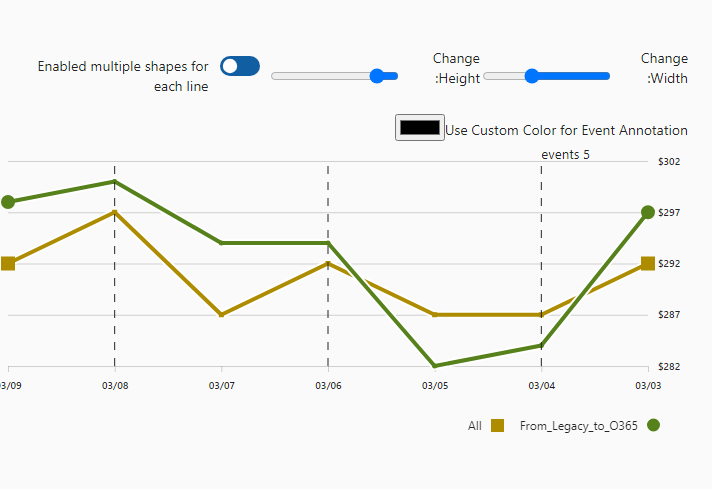 Change
:Width
Change
:Height
Enabled multiple shapes for
each line
Use Custom Color for Event Annotation
events 5
$302
$297
$292
$287
$282
03/09
03/08
03/07
03/06
03/05
03/04
03/03
All
From_Legacy_to_O365